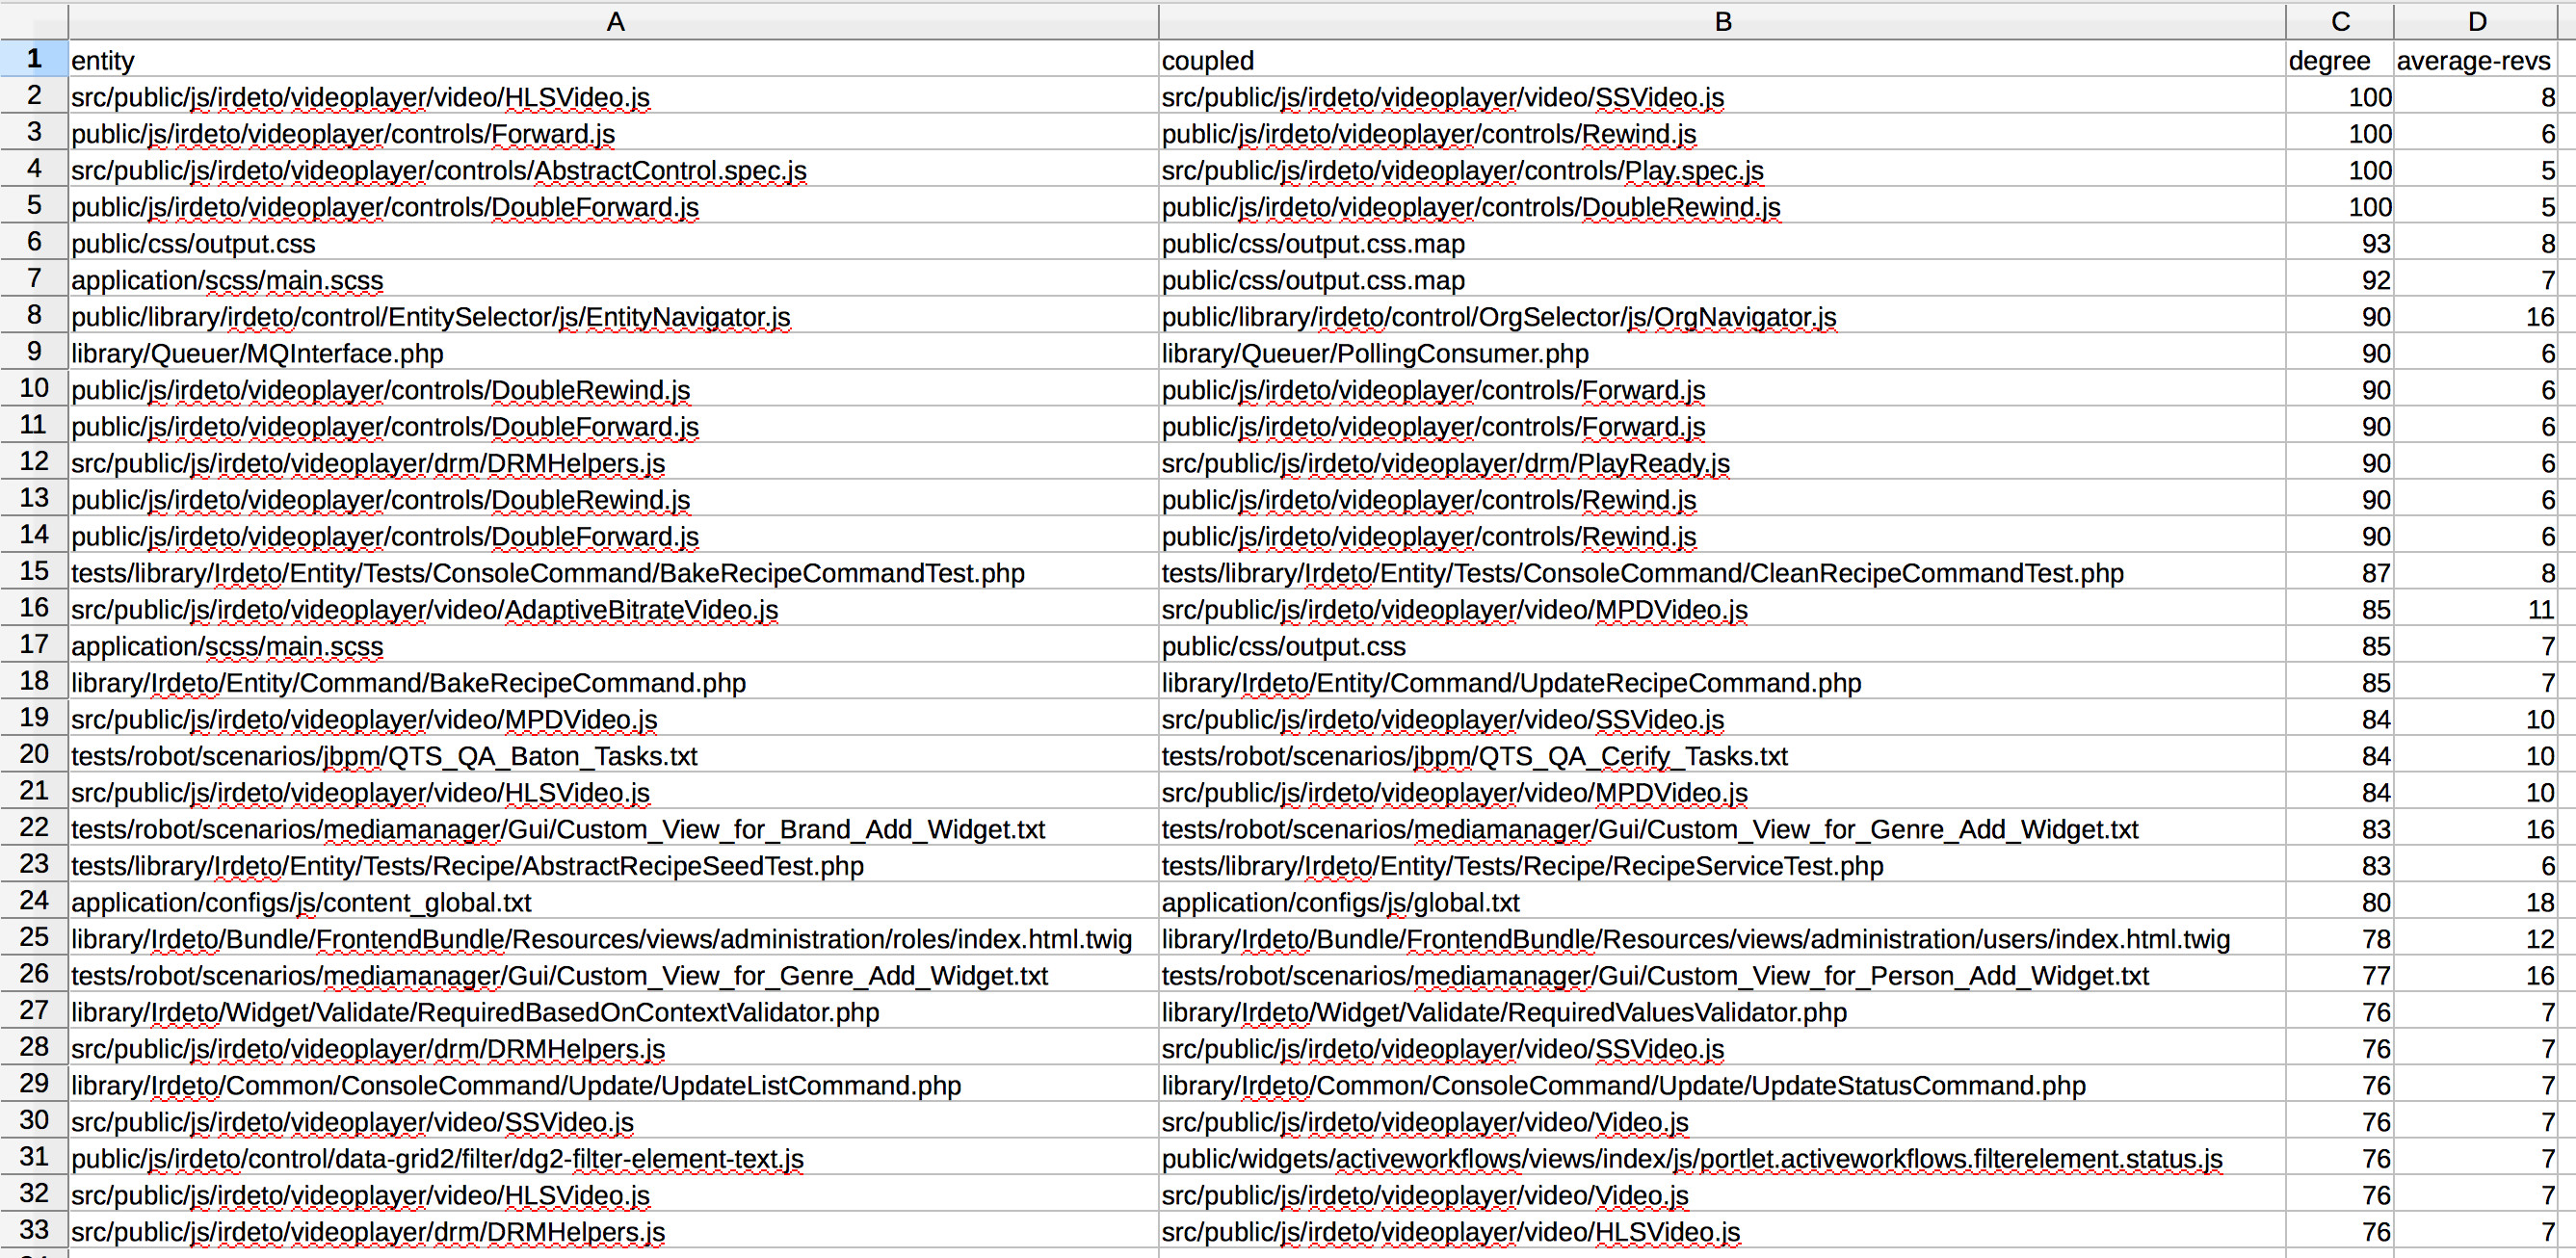 A B C D
1 entity coupled degree average-revs
2 src/public/js/irdeto/videoplayer/video/HLSVideo.js src/public/js/irdeto/videoplayer/video/SSVideo.js 100 8
3 public/js/irdeto/videoplayer/controls/Forward.js public/js/irdeto/videoplayer/controls/Rewind.js 100 6
4 src/public/js/irdeto/videoplayer/controls/AbstractControl.spec.js src/public/js/irdeto/videoplayer/controls/Play.spec.js 100 5
5 public/js/irdeto/videoplayer/controls/DoubleForward.js public/js/irdeto/videoplayer/controls/DoubleRewind.js 100 5
6 public/css/output.css public/css/output.css.map 93 8
7 application/scss/main.scss public/css/output.css.map 92 7
8 public/library/irdeto/control/EntitySelector/js/EntityNavigator.js public/library/irdeto/control/OrgSelector/js/OrgNavigator.js 90 16
9 library/Queuer/MQInterface.php library/Queuer/PollingConsumer.php 90 6
10 public/js/irdeto/videoplayer/controls/DoubleRewind.js public/js/irdeto/videoplayer/controls/Forward.js 90 6
11 public/js/irdeto/videoplayer/controls/DoubleForward.js public/js/irdeto/videoplayer/controls/Forward.js 90 6
12 src/public/js/irdeto/videoplayer/drm/DRMHelpers.js src/public/js/irdeto/videoplayer/drm/PlayReady.js 90 6
13 public/js/irdeto/videoplayer/controls/DoubleRewind.js public/js/irdeto/videoplayer/controls/Rewind.js 90 6
14 public/js/irdeto/videoplayer/controls/DoubleForward.js public/js/irdeto/videoplayer/controls/Rewind.js 90 6
15 tests/library/Irdeto/Entity/Tests/ConsoleCommand/BakeRecipeCommandTest.php tests/library/Irdeto/Entity/Tests/ConsoleCommand/CleanRecipeCommandTest.php 87 8
16 src/public/js/irdeto/videoplayer/video/AdaptiveBitrateVideo.js src/public/js/irdeto/videoplayer/video/MPDVideo.js 85 11
17 application/scss/main.scss public/css/output.css 85 7
18 library/Irdeto/Entity/Command/BakeRecipeCommand.php library/Irdeto/Entity/Command/UpdateRecipeCommand.php 85 7
19 src/public/js/irdeto/videoplayer/video/MPDVideo.js src/public/js/irdeto/videoplayer/video/SSVideo.js 84 10
20 tests/robot/scenarios/jbpm/QTS_QA_Baton_Tasks.txt tests/robot/scenarios/jbpm/QTS_QA_Cerify_Tasks.txt 84 10
21 src/public/js/irdeto/videoplayer/video/HLSVideo.js src/public/js/irdeto/videoplayer/video/MPDVideo.js 84 10
22 tests/robot/scenarios/mediamanager/Gui/Custom_View_for_Brand_Add_Widget.txt tests/robot/scenarios/mediamanager/Gui/Custom_View_for_Genre_Add_Widget.txt 83 16
23 tests/library/Irdeto/Entity/Tests/Recipe/AbstractRecipeSeedTest.php tests/library/Irdeto/Entity/Tests/Recipe/RecipeServiceTest.php 83 6
24 application/configs/js/content_global.txt application/configs/js/global.txt 80 18
25 library/Irdeto/Bundle/FrontendBundle/Resources/views/administration/roles/index.html.twig library/Irdeto/Bundle/FrontendBundle/Resources/views/administration/users/index.html.twig 78 12
26 tests/robot/scenarios/mediamanager/Gui/Custom_View_for_Genre_Add_Widget.txt tests/robot/scenarios/mediamanager/Gui/Custom_View_for_Person_Add_Widget.txt 77 16
27 library/Irdeto/Widget/Validate/RequiredBasedOnContextValidator.php library/Irdeto/Widget/Validate/RequiredValuesValidator.php 76 7
28 src/public/js/irdeto/videoplayer/drm/DRMHelpers.js src/public/js/irdeto/videoplayer/video/SSVideo.js 76 7
29 library/Irdeto/Common/ConsoleCommand/Update/UpdateListCommand.php library/Irdeto/Common/ConsoleCommand/Update/UpdateStatusCommand.php 76 7
30 src/public/js/irdeto/videoplayer/video/SSVideo.js src/public/js/irdeto/videoplayer/video/Video.js 76 7
31 public/js/irdeto/control/data-grid2/filter/dg2-filter-element-text.js public/widgets/activeworkflows/views/index/js/portlet.activeworkflows.filterelement.status.js 76 7
32 src/public/js/irdeto/videoplayer/video/HLSVideo.js src/public/js/irdeto/videoplayer/video/Video.js 76 7
33 src/public/js/irdeto/videoplayer/drm/DRMHelpers.js src/public/js/irdeto/videoplayer/video/HLSVideo.js 76 7